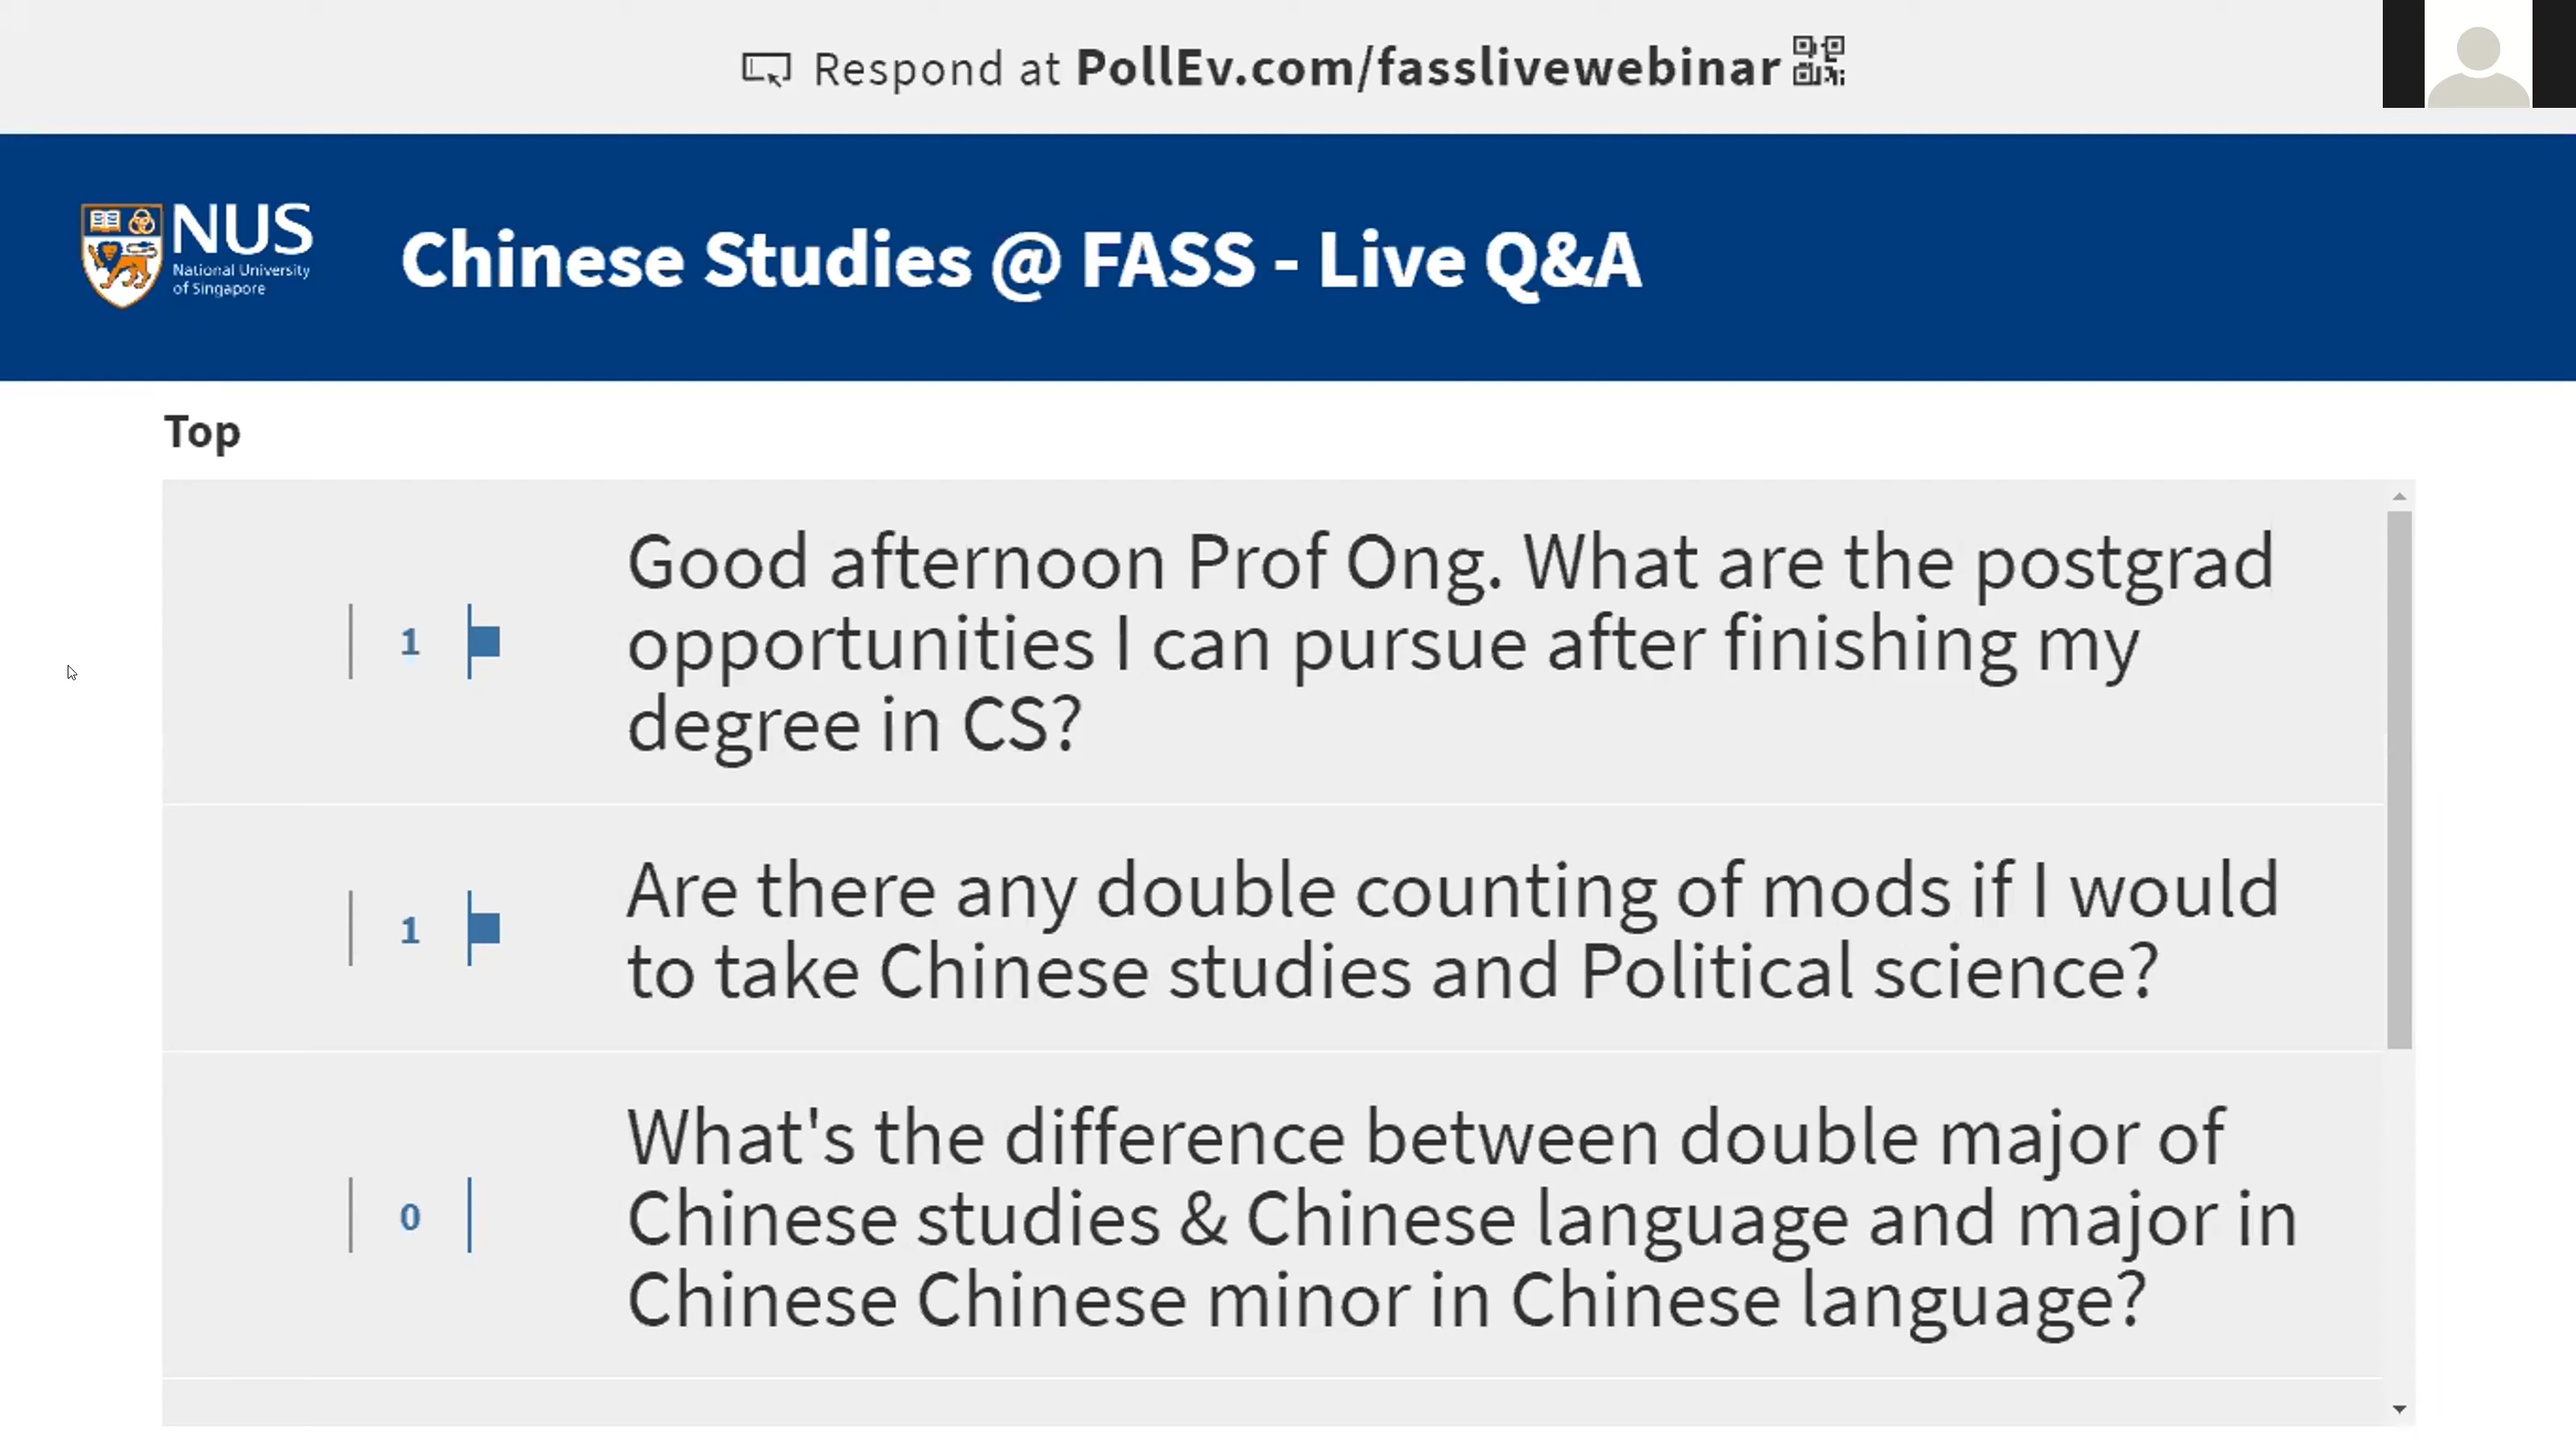 Respond at PollEv.com/fasslivewebinar
NUS
National University
of Singapore
Chinese Studies @ FASS - Live Q&A
Top
Good afternoon Prof Ong. What are the postgrad
1
opportunities I can pursue after finishing my
degree in CS?
Are there any double counting of mods if I would
1
to take Chinese studies and Political science?
What's the difference between double major of
0
Chinese studies & Chinese language and major in
Chinese Chinese minor in Chinese language?